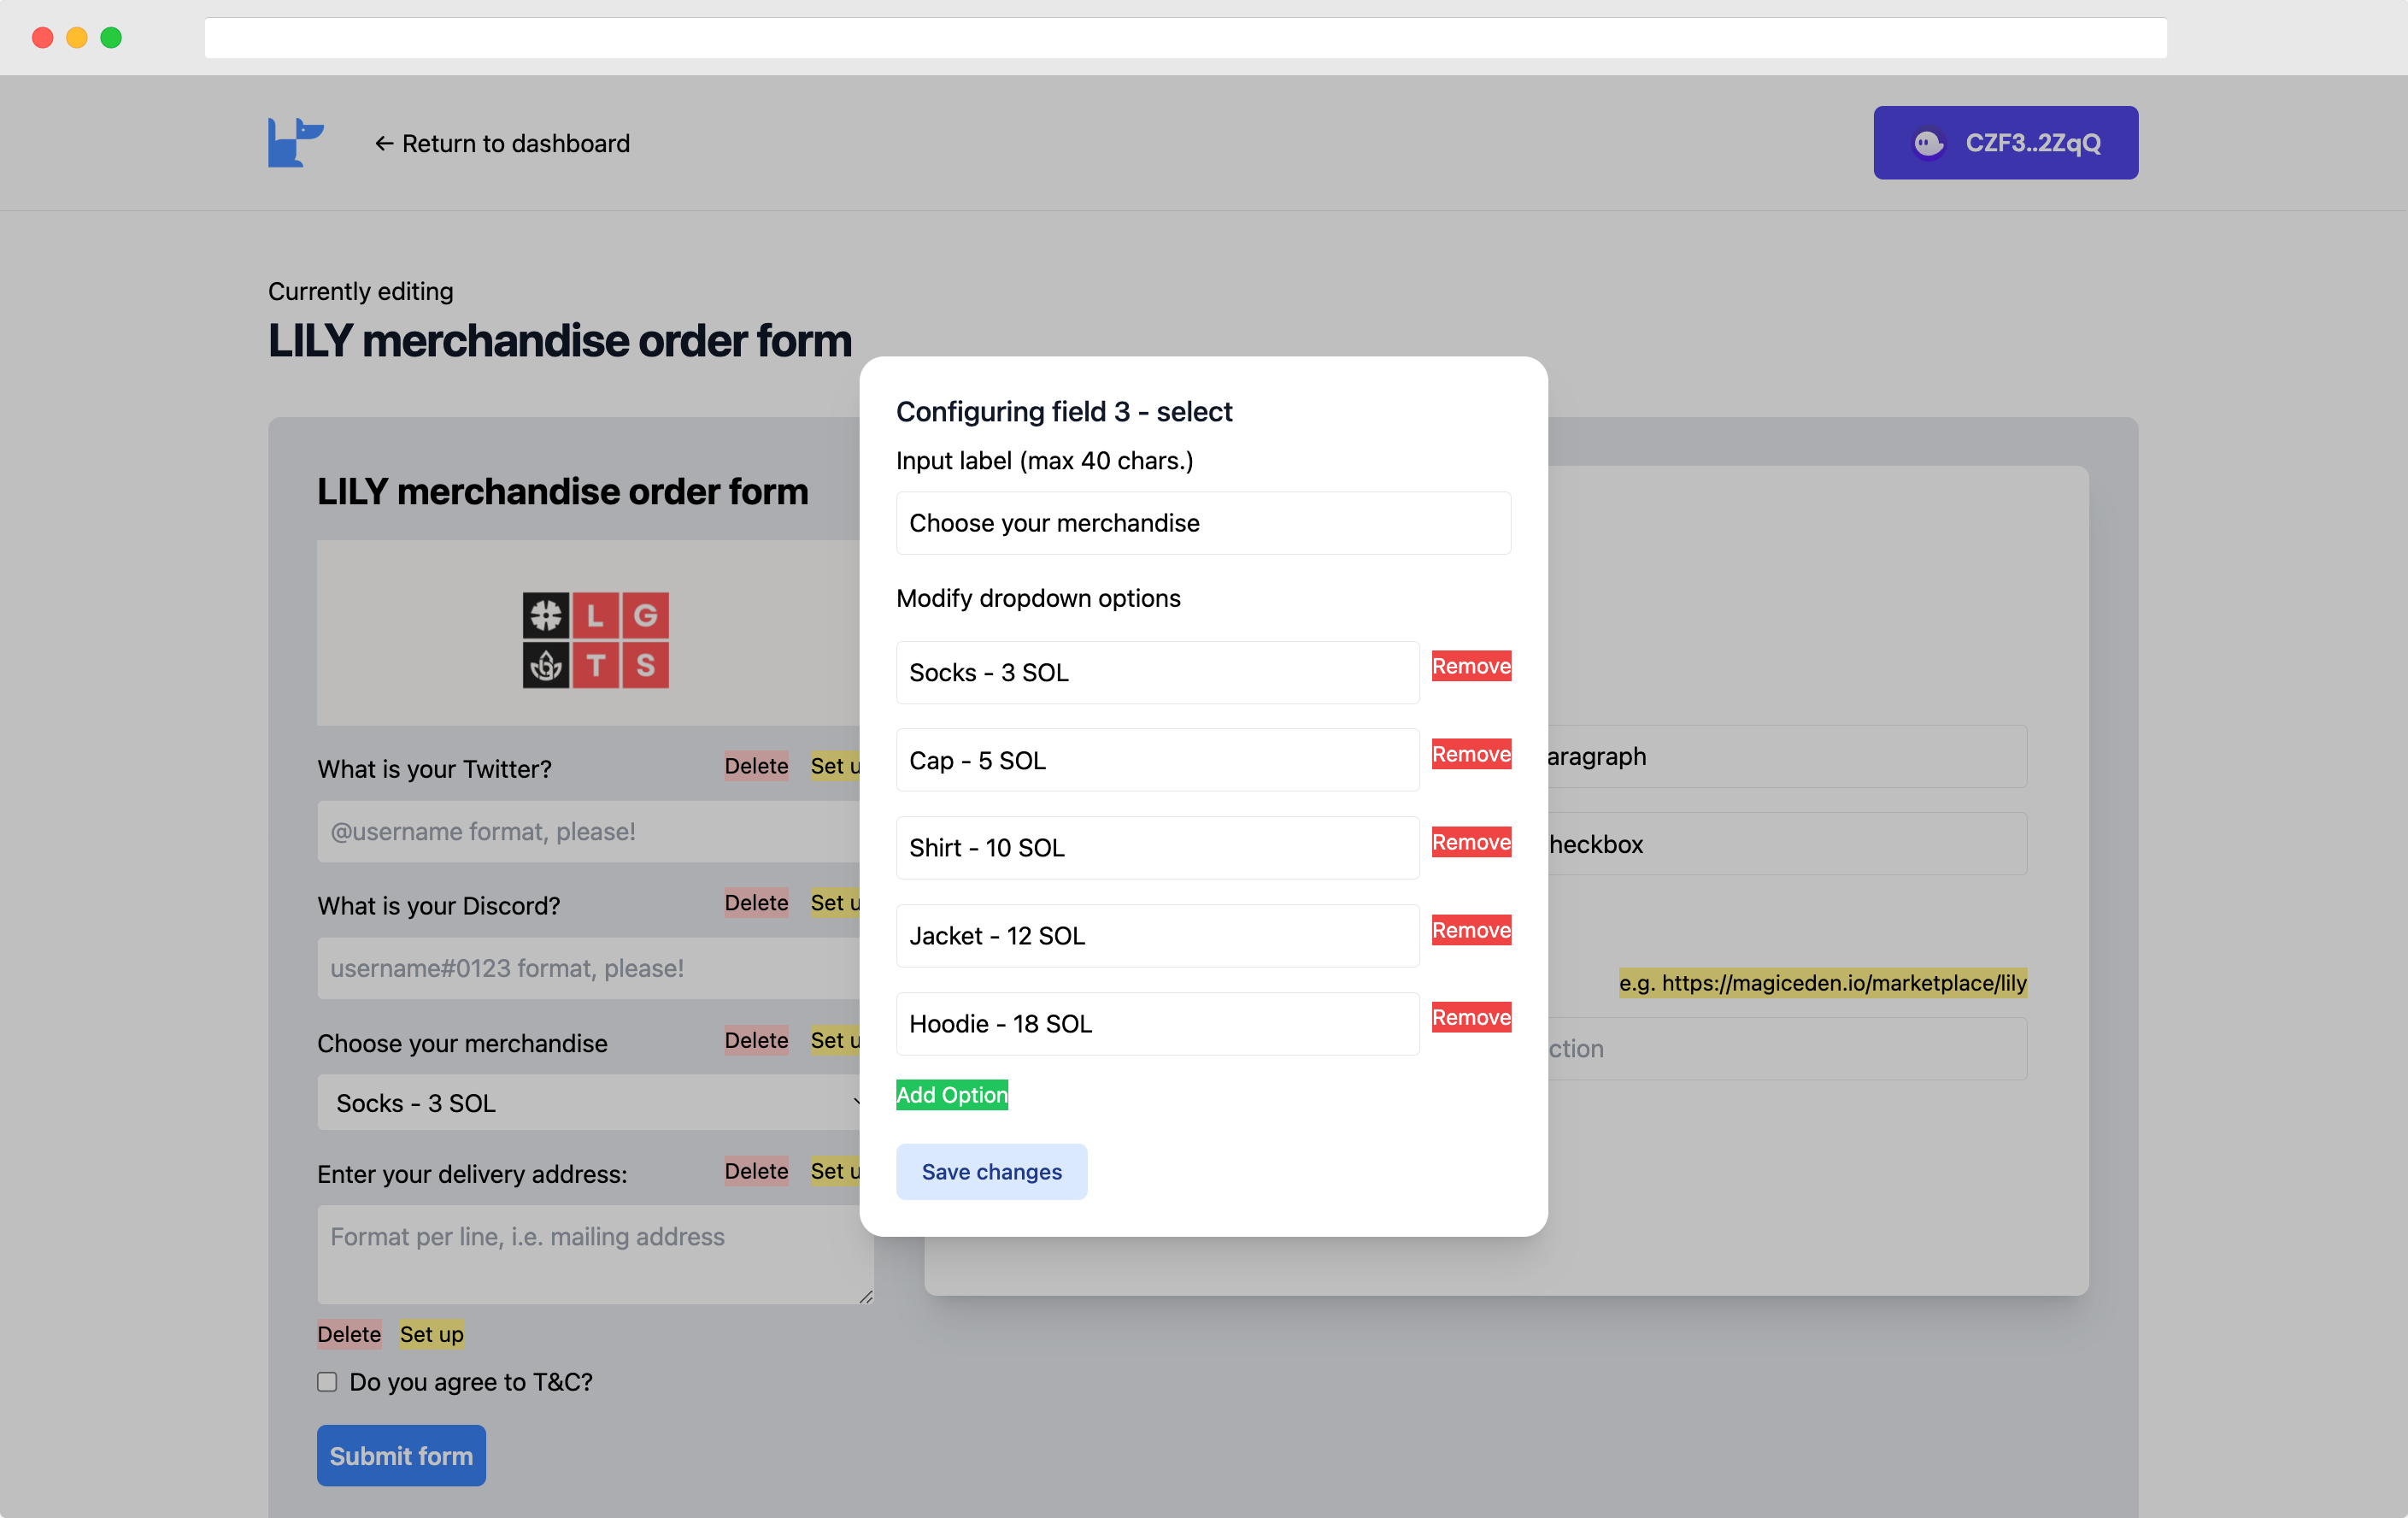 ← Return to dashboard
CZF3..2ZqQ
Currently editing
LILY merchandise order form
LILY merchandise order form
L G
T S
What is your Twitter?
Delete
Set u
@username format, please!
What is your Discord?
Delete
Set u
username#0123 format, please!
Choose your merchandise
Delete
Set u
Socks - 3 SOL
Enter your delivery address:
Delete
Set u
Format per line, i.e. mailing address
Delete
Set up
Do you agree to T&C?
Submit form
Configuring field 3 - select
Input label (max 40 chars.)
Choose your merchandise
Modify dropdown options
Socks - 3 SOL
Remove
Cap - 5 SOL
Remove
Shirt - 10 SOL
Remove
Jacket - 12 SOL
Remove
Hoodie - 18 SOL
Remove
Add Option
Save changes
aragraph
heckbox
e.g. https://magiceden.io/marketplace/lily
ction